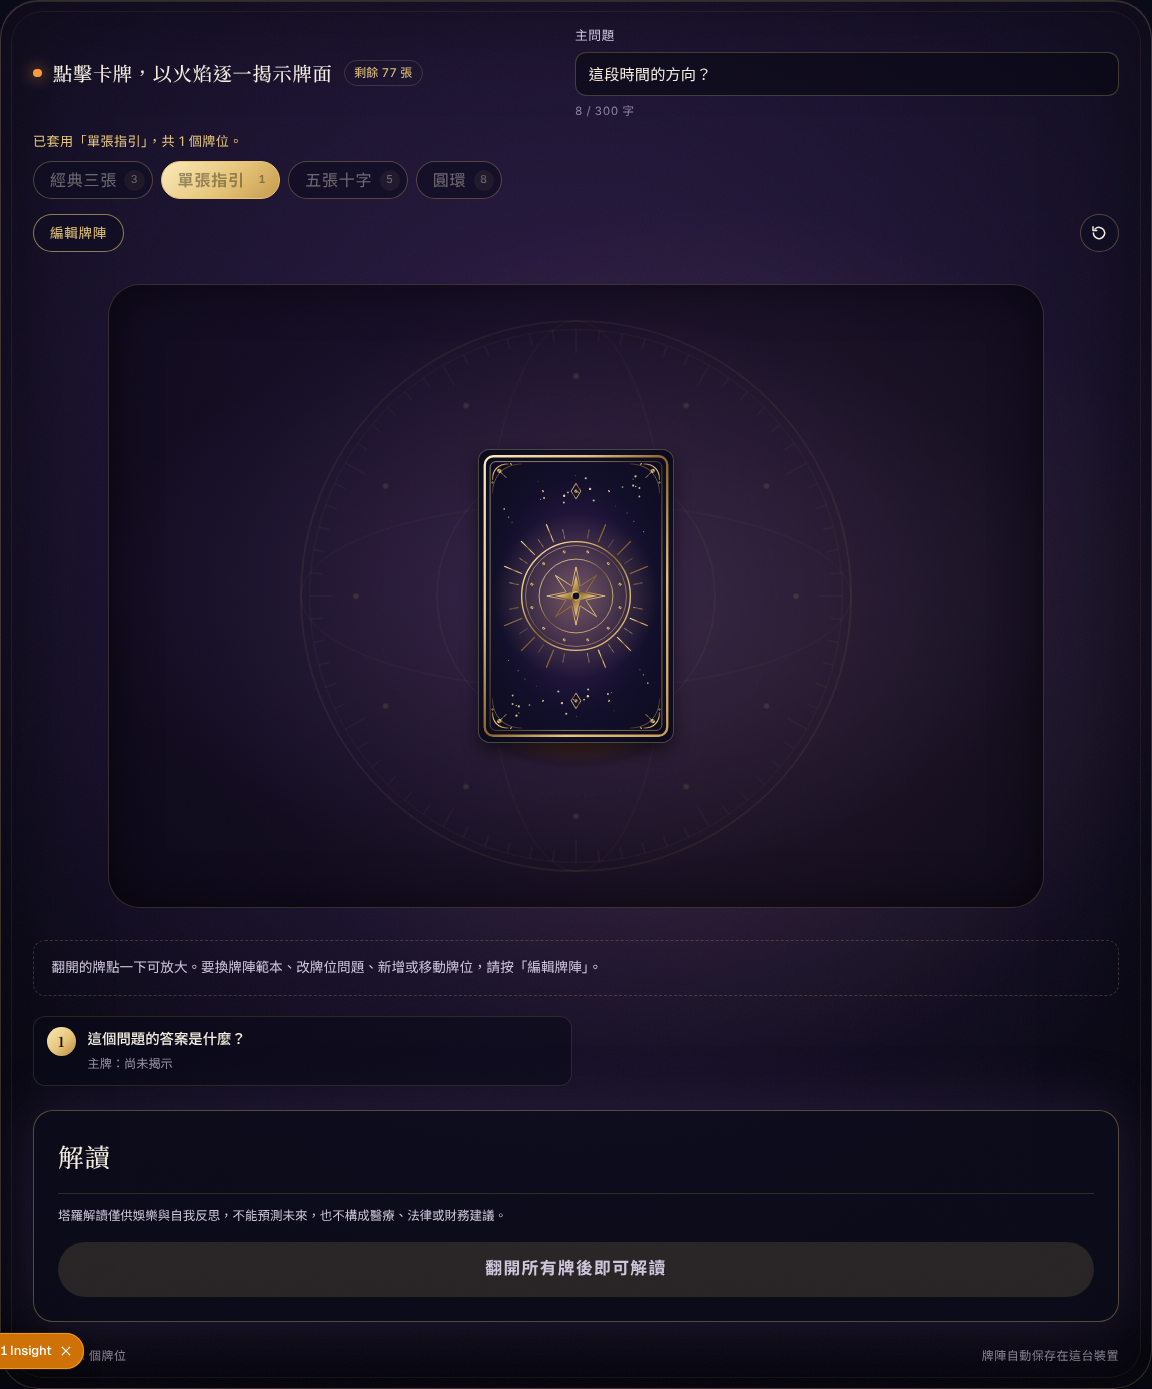 主問題
點擊卡牌，以火焰逐一揭示牌面
剩餘 77 張
這段時間的方向？
8 / 300 字
已套用「單張指引」，共 1 個牌位。
經典三張 3
單張指引 1
五張十字 5
圓環 8
編輯牌陣
翻開的牌點一下可放大。要換牌陣範本、改牌位問題、新增或移動牌位，請按「編輯牌陣」。
1 這個問題的答案是什麼？
主牌：尚未揭示
解讀
塔羅解讀僅供娛樂與自我反思，不能預測未來，也不構成醫療、法律或財務建議。
翻開所有牌後即可解讀
1 Insight
個牌位
牌陣自動保存在這台裝置